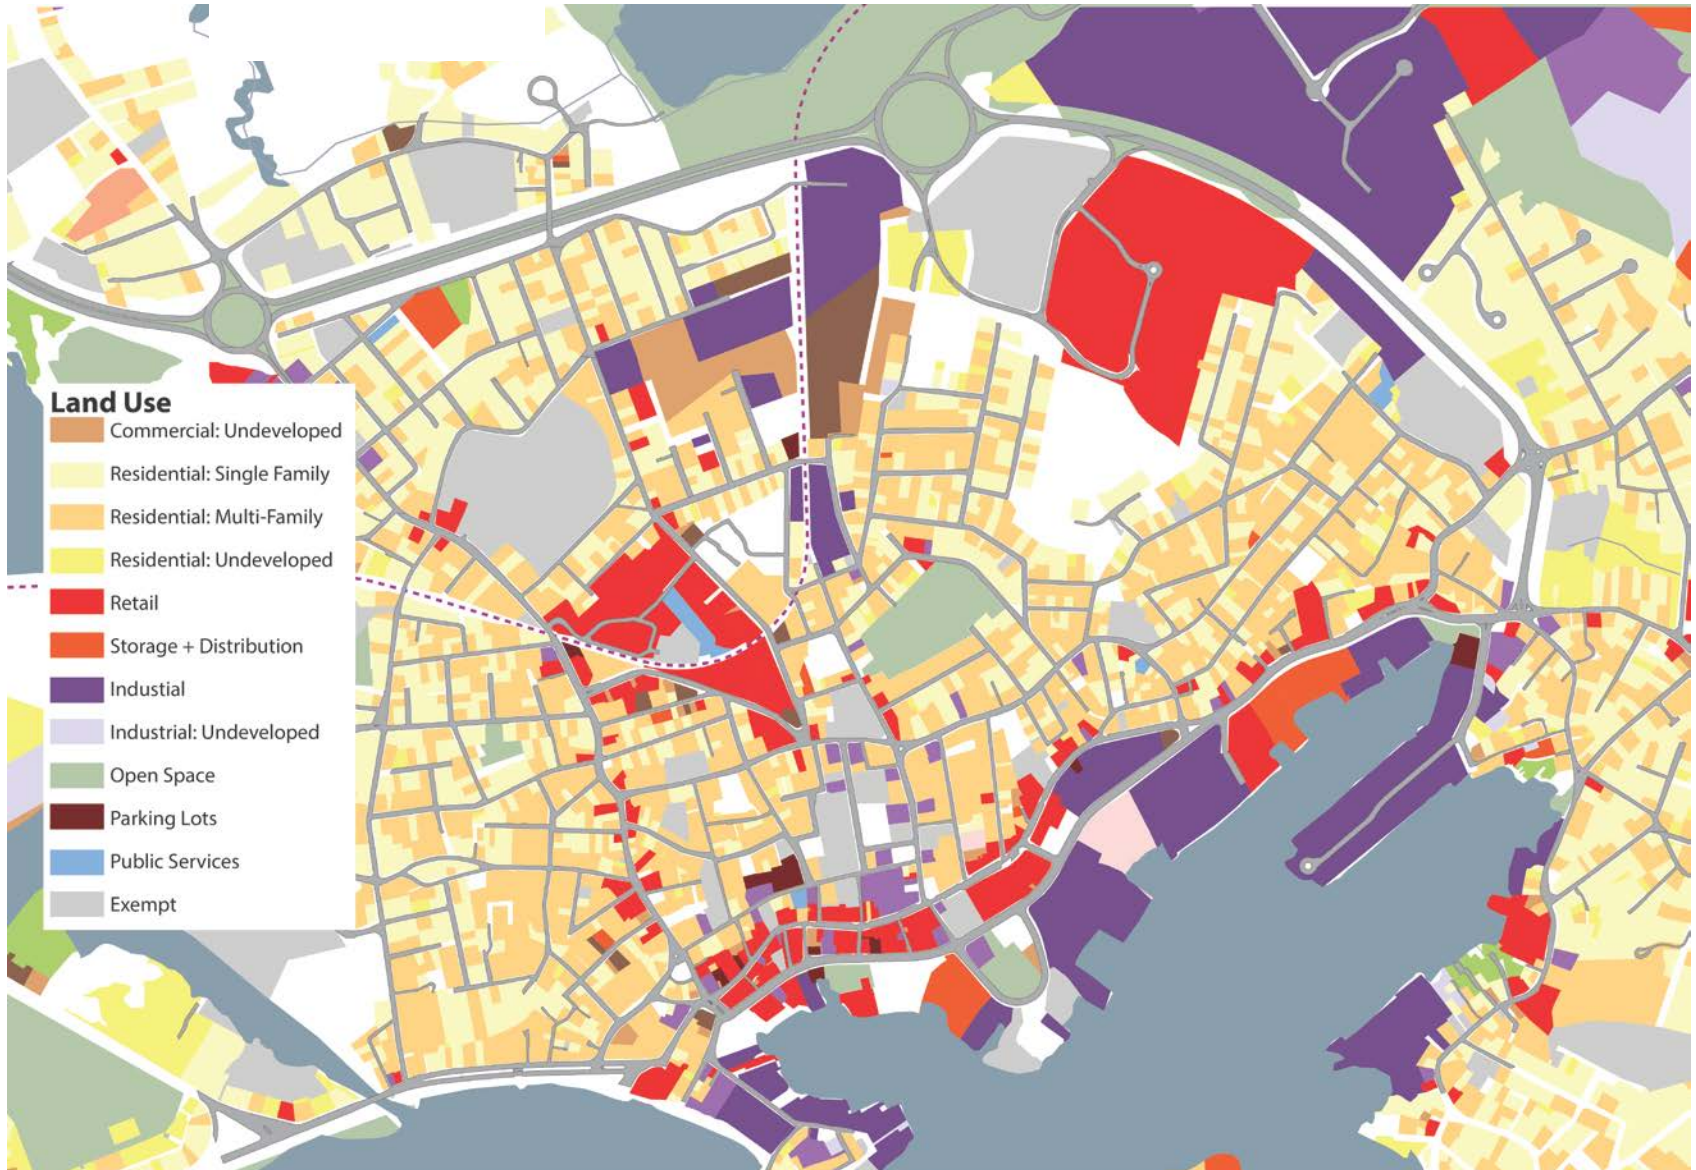 Land Use
Commercial: Undeveloped
Residential: Single Family
Residential: Multi-Family
Residential: Undeveloped
Retail
Storage + Distribution
Industial
Industrial: Undeveloped
Open Space
Parking Lots
Public Services
Exempt